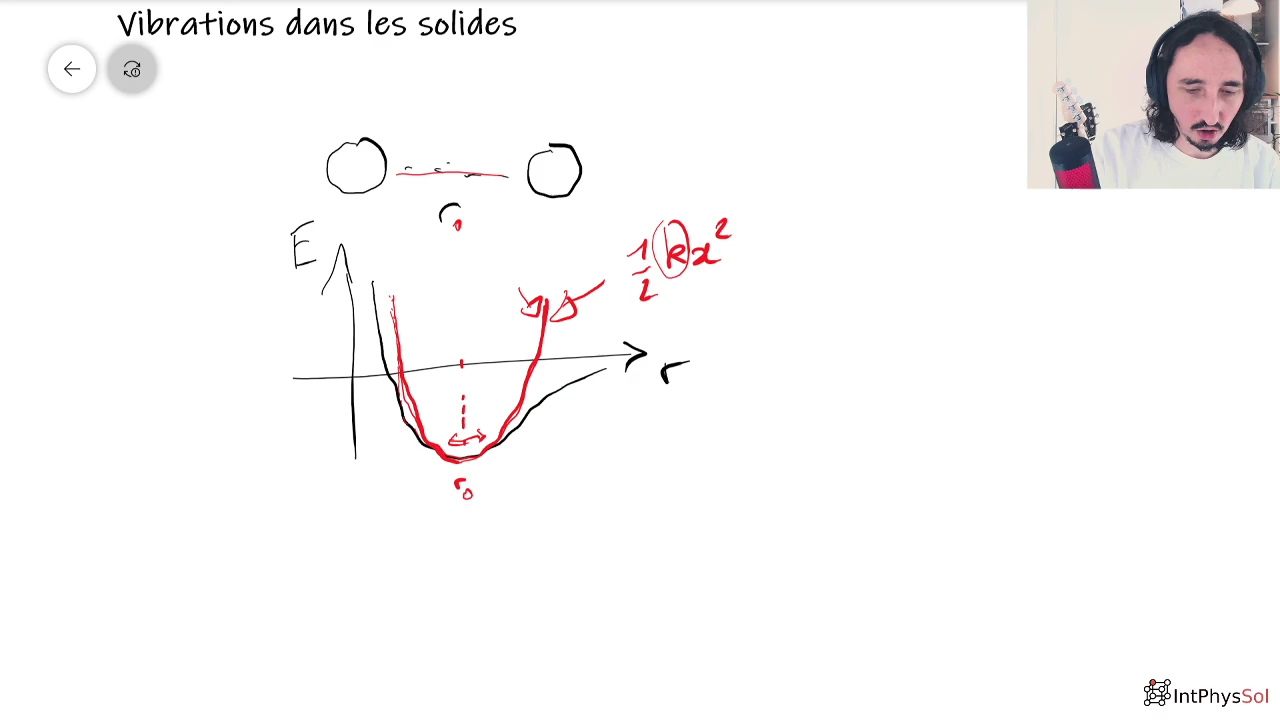 Vibrations dans les solides
r₀
E
1/2 k x²
r
r₀
IntPhysSol